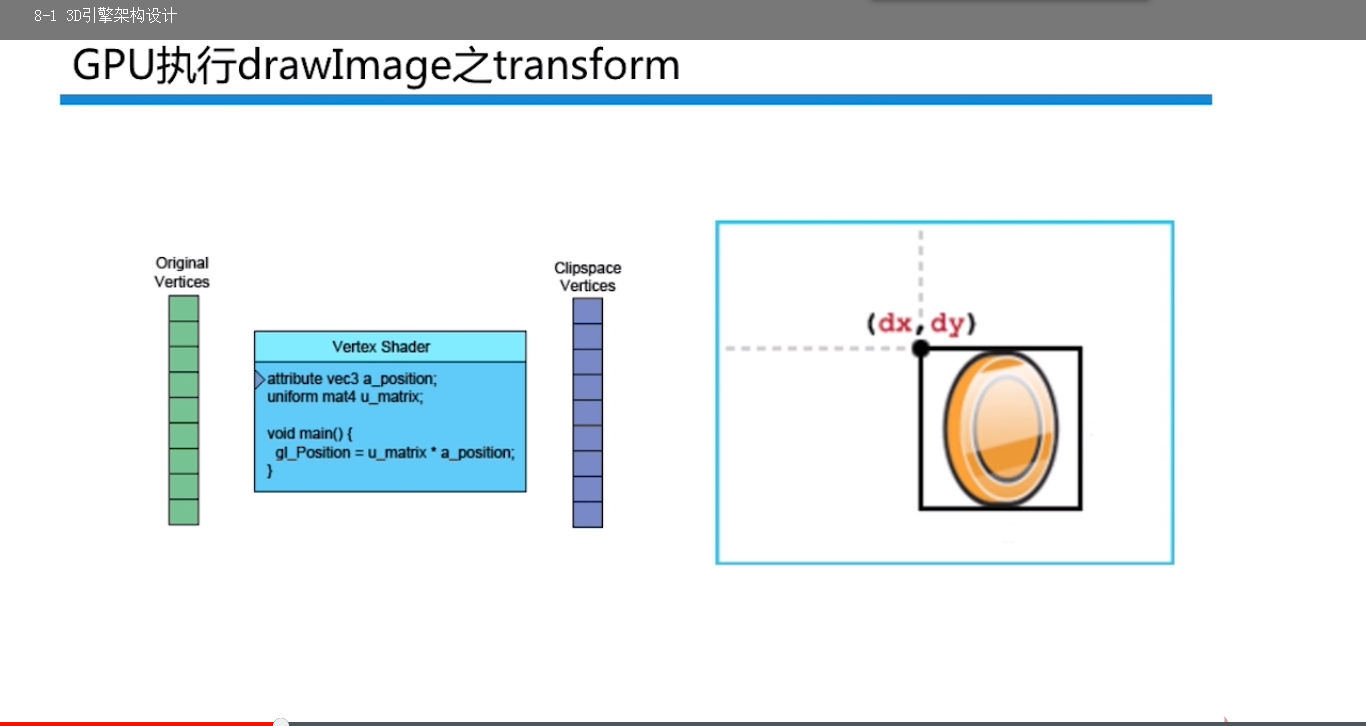 8-1 3D引擎架构设计
GPU执行drawImage之transform
Original
Vertices
Vertex Shader
attribute vec3 a_position;
uniform mat4 u_matrix;
void main() {
gl_Position = u_matrix * a_position;
}
Clipspace
Vertices
(dx,dy)